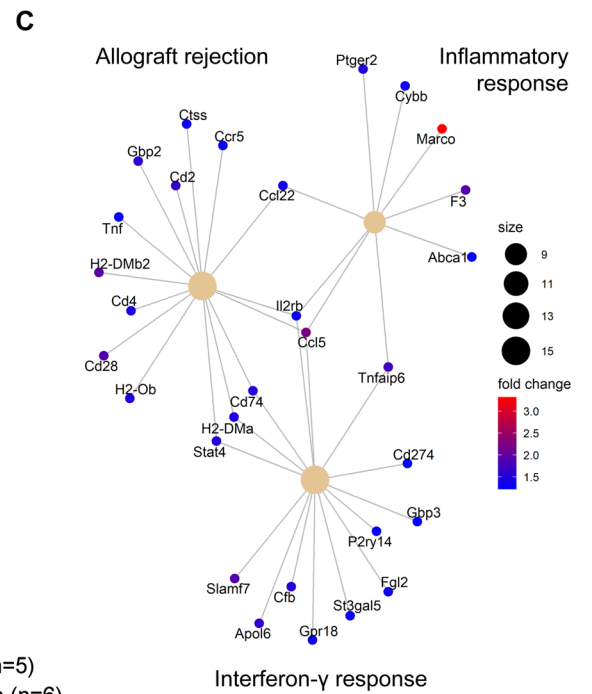 C
Allograft rejection
Inflammatory
response
Ptger2
Cybb
Marco
Ctss
Ccr5
Gbp2
Cd2
Ccl22
F3
Tnf
Abca1
H2-DMb2
Cd4
Il2rb
Ccl5
Cd28
H2-Ob
Tnfaip6
Cd74
H2-DMa
Stat4
Cd274
Gbp3
P2ry14
Fgl2
Slamf7
Cfb
St3gal5
Apol6
Gpr18
size
9
11
13
15
fold change
3.0
2.5
2.0
1.5
n=5)
(n=6)
Interferon-γ response